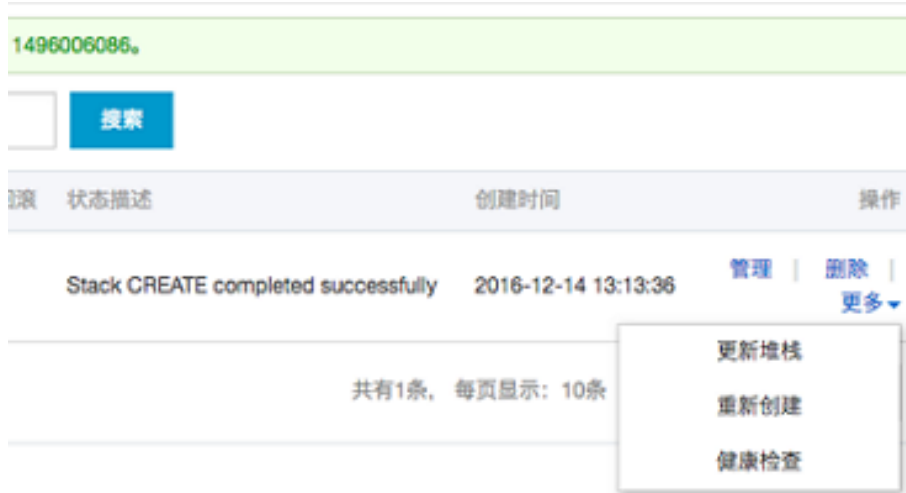 1496006086。
搜索
回滚 状态描述 创建时间 操作
Stack CREATE completed successfully 2016-12-14 13:13:36 管理 | 删除 |
更多
更新堆栈
共有1条， 每页显示：10条
重新创建
健康检查